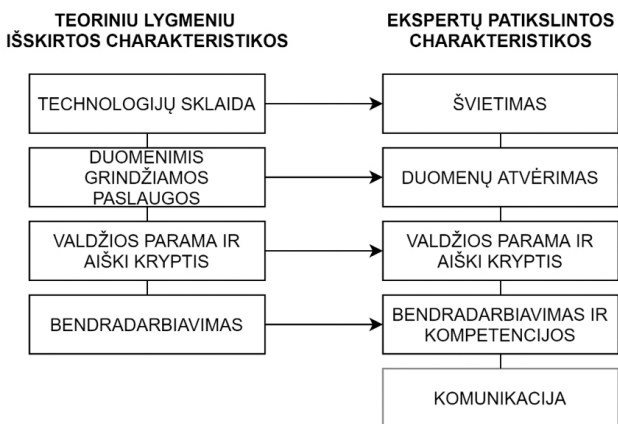 TEORINIU LYGMENIU
IŠSKIRTOS CHARAKTERISTIKOS
EKSPERTŲ PATIKSLINTOS
CHARAKTERISTIKOS
TECHNOLOGIJŲ SKLAIDA
ŠVIETIMAS
DUOMENIMIS
GRINDŽIAMOS
PASLAUGOS
DUOMENŲ ATVĖRIMAS
VALDŽIOS PARAMA IR
AIŠKI KRYPTIS
VALDŽIOS PARAMA IR
AIŠKI KRYPTIS
BENDRADARBIAVIMAS
BENDRADARBIAVIMAS IR
KOMPETENCIJOS
KOMUNIKACIJA